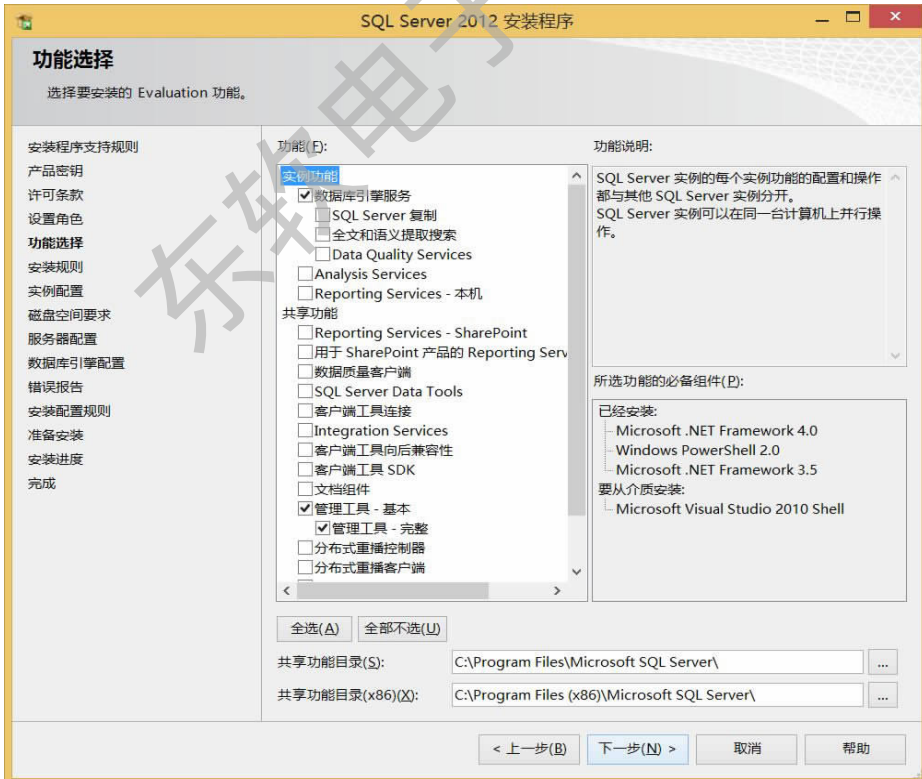 SQL Server 2012 安装程序
功能选择
选择要安装的 Evaluation 功能。
安装程序支持规则
产品密钥
许可条款
设置角色
功能选择
安装规则
实例配置
磁盘空间要求
服务器配置
数据库引擎配置
错误报告
安装配置规则
准备安装
安装进度
完成
功能(F):
实例功能
数据库引擎服务
SQL Server 复制
全文和语义提取搜索
Data Quality Services
Analysis Services
Reporting Services - 本机
共享功能
Reporting Services - SharePoint
用于 SharePoint 产品的 Reporting Serv
数据质量客户端
SQL Server Data Tools
客户端工具连接
Integration Services
客户端工具向后兼容性
客户端工具 SDK
文档组件
管理工具 - 基本
管理工具 - 完整
分布式重播控制器
分布式重播客户端
功能说明:
SQL Server 实例的每个实例功能的配置和操作
都与其他 SQL Server 实例分开。
SQL Server 实例可以在同一台计算机上并行操
作。
所选功能的必备组件(P):
已经安装:
Microsoft .NET Framework 4.0
Windows PowerShell 2.0
Microsoft .NET Framework 3.5
要从介质安装:
Microsoft Visual Studio 2010 Shell
全选(A) 全部不选(U)
共享功能目录(S): C:\Program Files\Microsoft SQL Server\ ...
共享功能目录(x86)(X): C:\Program Files (x86)\Microsoft SQL Server\ ...
< 上一步(B) 下一步(N) > 取消 帮助
东软电子